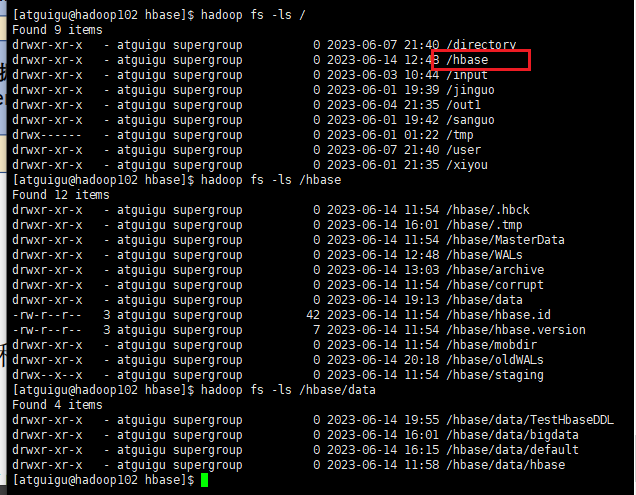 [atguigu@hadoop102 hbase]$ hadoop fs -ls /
Found 9 items
drwxr-xr-x   - atguigu supergroup          0 2023-06-07 21:40 /directory
drwxr-xr-x   - atguigu supergroup          0 2023-06-14 12:48 /hbase
drwxr-xr-x   - atguigu supergroup          0 2023-06-03 10:44 /input
drwxr-xr-x   - atguigu supergroup          0 2023-06-01 19:39 /jinguo
drwxr-xr-x   - atguigu supergroup          0 2023-06-04 21:35 /out1
drwxr-xr-x   - atguigu supergroup          0 2023-06-01 19:42 /sanguo
drwx------   - atguigu supergroup          0 2023-06-01 01:22 /tmp
drwxr-xr-x   - atguigu supergroup          0 2023-06-07 21:40 /user
drwxr-xr-x   - atguigu supergroup          0 2023-06-01 21:35 /xiyou
[atguigu@hadoop102 hbase]$ hadoop fs -ls /hbase
Found 12 items
drwxr-xr-x   - atguigu supergroup          0 2023-06-14 11:54 /hbase/.hbck
drwxr-xr-x   - atguigu supergroup          0 2023-06-14 16:01 /hbase/.tmp
drwxr-xr-x   - atguigu supergroup          0 2023-06-14 11:54 /hbase/MasterData
drwxr-xr-x   - atguigu supergroup          0 2023-06-14 12:48 /hbase/WALs
drwxr-xr-x   - atguigu supergroup          0 2023-06-14 13:03 /hbase/archive
drwxr-xr-x   - atguigu supergroup          0 2023-06-14 11:54 /hbase/corrupt
drwxr-xr-x   - atguigu supergroup          0 2023-06-14 19:13 /hbase/data
-rw-r--r--   3 atguigu supergroup         42 2023-06-14 11:54 /hbase/hbase.id
-rw-r--r--   3 atguigu supergroup          7 2023-06-14 11:54 /hbase/hbase.version
drwxr-xr-x   - atguigu supergroup          0 2023-06-14 11:54 /hbase/mobdir
drwxr-xr-x   - atguigu supergroup          0 2023-06-14 20:18 /hbase/oldWALs
drwx--x--x   - atguigu supergroup          0 2023-06-14 11:54 /hbase/staging
[atguigu@hadoop102 hbase]$ hadoop fs -ls /hbase/data
Found 4 items
drwxr-xr-x   - atguigu supergroup          0 2023-06-14 19:55 /hbase/data/TestHbaseDDL
drwxr-xr-x   - atguigu supergroup          0 2023-06-14 16:01 /hbase/data/bigdata
drwxr-xr-x   - atguigu supergroup          0 2023-06-14 16:15 /hbase/data/default
drwxr-xr-x   - atguigu supergroup          0 2023-06-14 11:58 /hbase/data/hbase
[atguigu@hadoop102 hbase]$